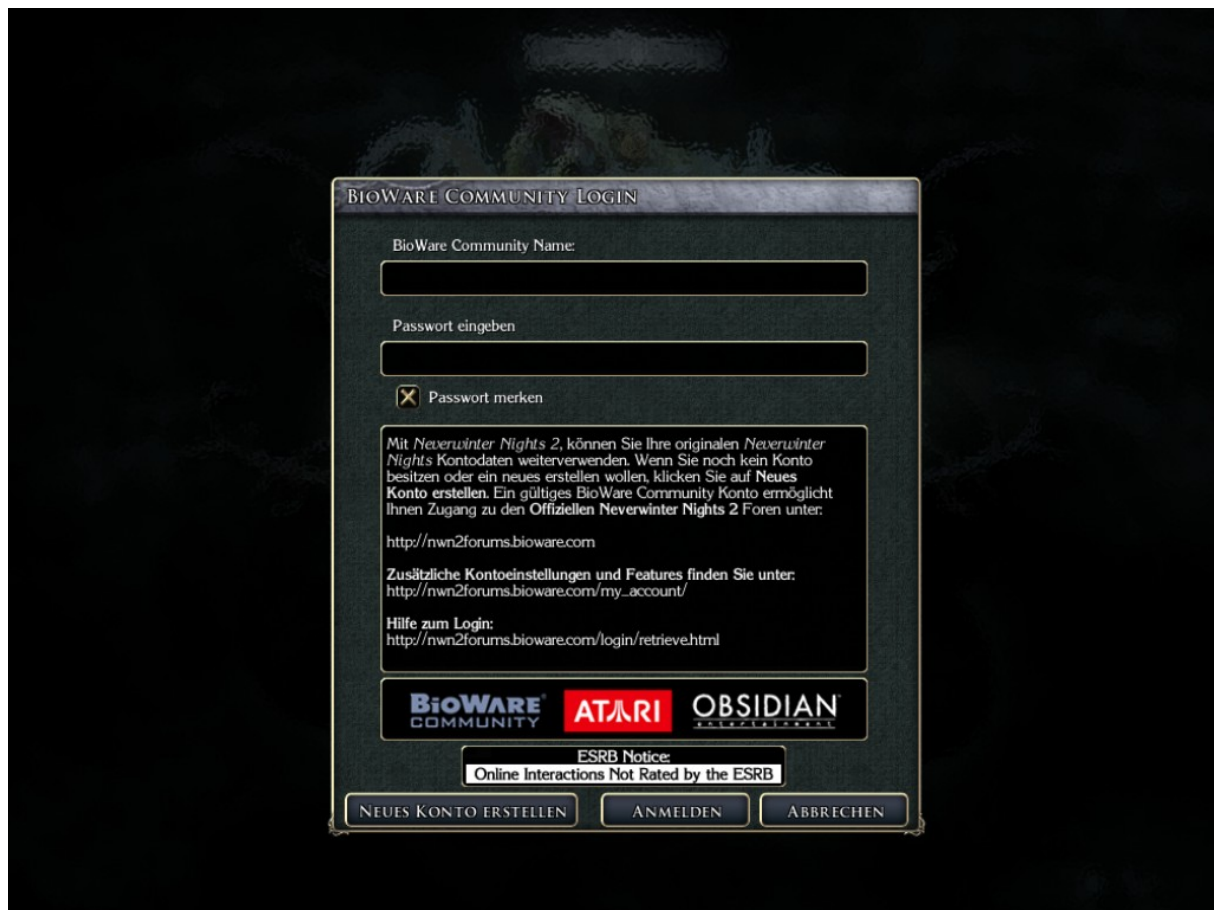 BioWare Community Login
BioWare Community Name:
Passwort eingeben
Passwort merken
Mit Neverwinter Nights 2, können Sie Ihre originalen Neverwinter
Nights Kontodaten weiterverwenden. Wenn Sie noch kein Konto
besitzen oder ein neues erstellen wollen, klicken Sie auf Neues
Konto erstellen. Ein gültiges BioWare Community Konto ermöglicht
Ihnen Zugang zu den Offiziellen Neverwinter Nights 2 Foren unter:
http://nwn2forums.bioware.com
Zusätzliche Kontoeinstellungen und Features finden Sie unter:
http://nwn2forums.bioware.com/my_account/
Hilfe zum Login:
http://nwn2forums.bioware.com/login/retrieve.html
BIOWARE® ATARI OBSIDIAN™
COMMUNITY entertainment
ESRB Notice:
Online Interactions Not Rated by the ESRB
NEUES KONTO ERSTELLEN ANMELDEN ABBRECHEN